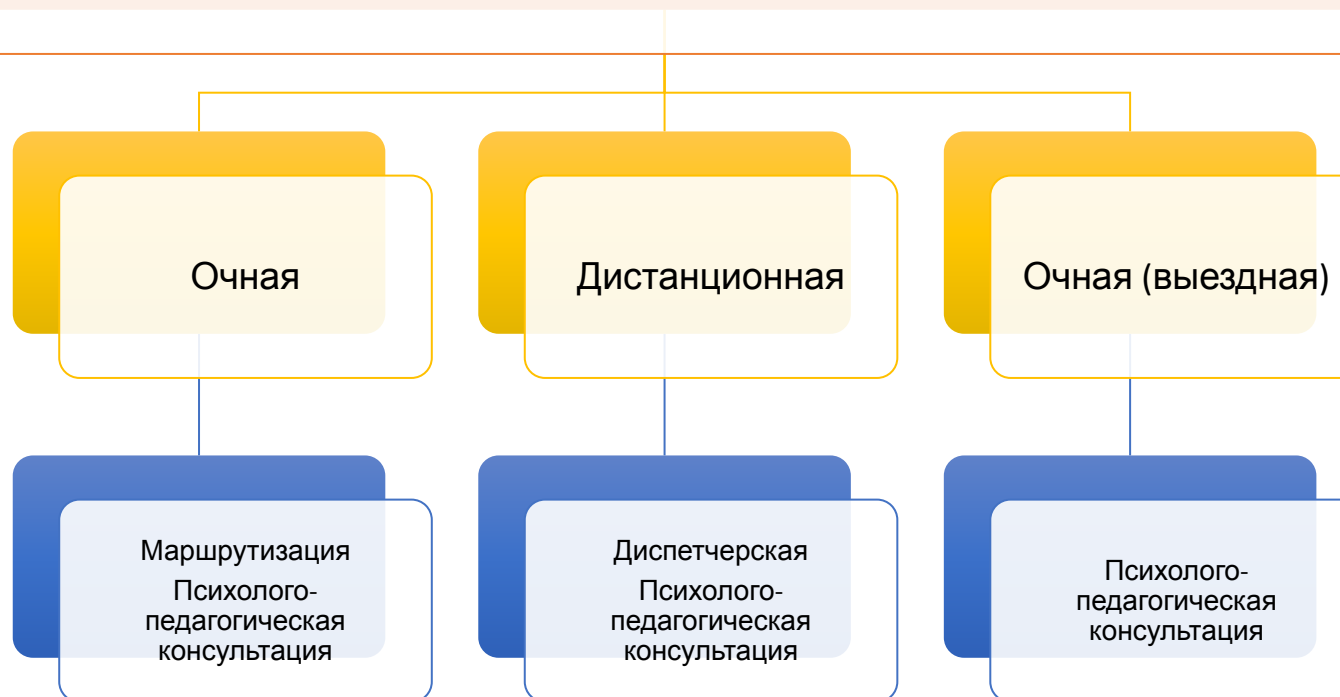 Очная
Дистанционная
Очная (выездная)
Маршрутизация
Психолого-
педагогическая
консультация
Диспетчерская
Психолого-
педагогическая
консультация
Психолого-
педагогическая
консультация